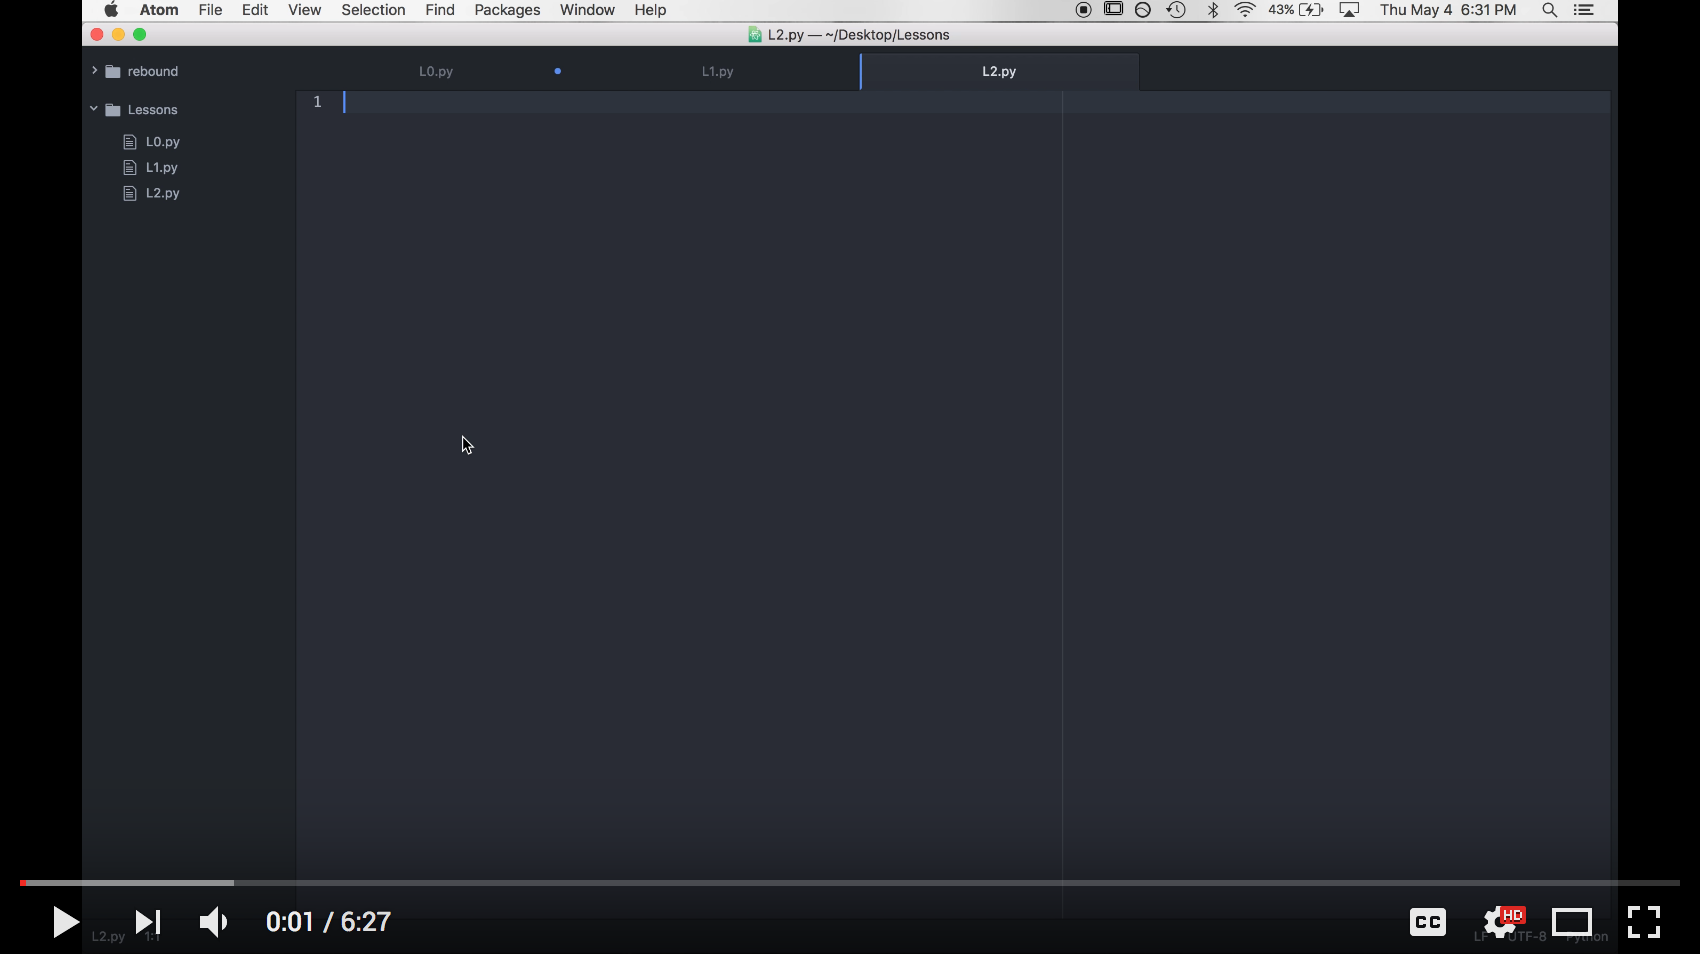 Atom File Edit View Selection Find Packages Window Help 43% Thu May 4 6:31 PM
L2.py — ~/Desktop/Lessons
rebound L0.py L1.py L2.py
Lessons
1
L0.py
L1.py
L2.py
0:01 / 6:27 CC HD
L2.py 1:1 LF UTF-8 Python